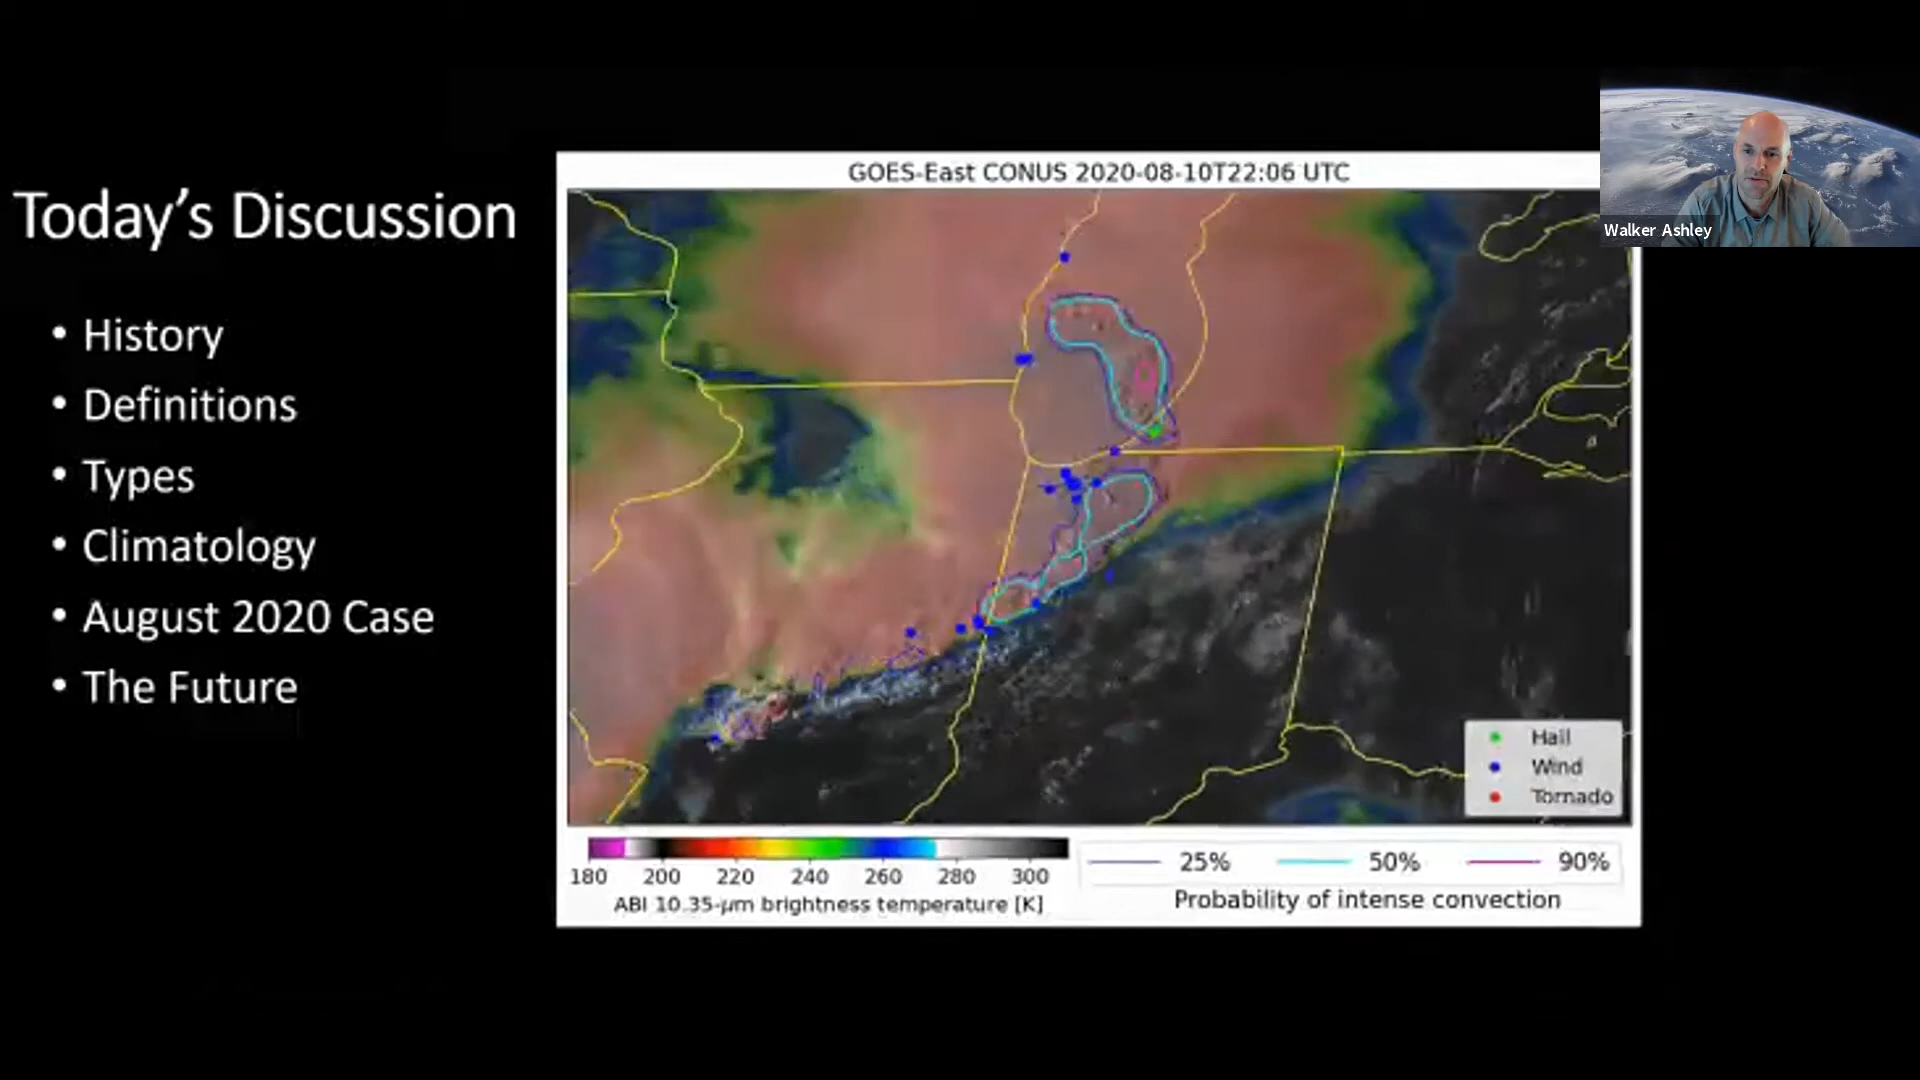 Today's Discussion
• History
• Definitions
• Types
• Climatology
• August 2020 Case
• The Future
GOES-East CONUS 2020-08-10T22:06 UTC
Walker Ashley
Hail
Wind
Tornado
180 200 220 240 260 280 300
ABI 10.35-μm brightness temperature [K]
25% 50% 90%
Probability of intense convection